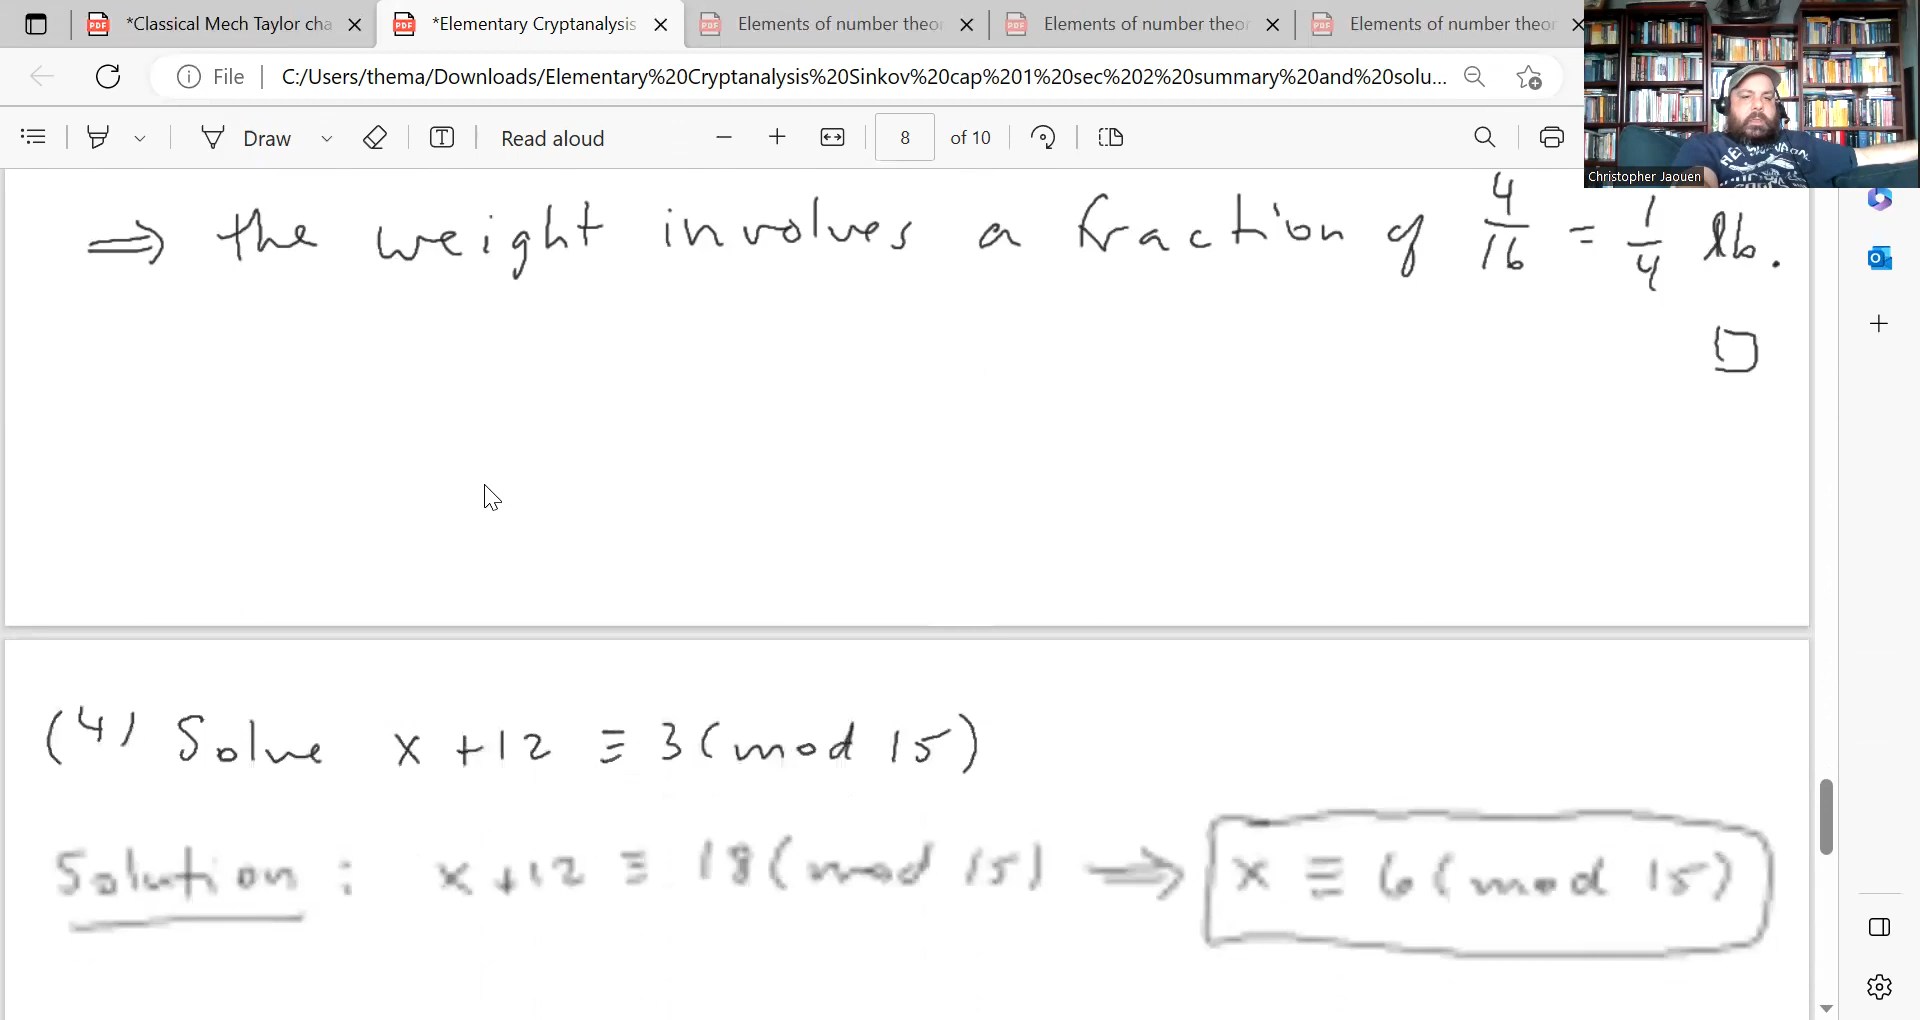 *Classical Mech Taylor cha
*Elementary Cryptanalysis
Elements of number theor
Elements of number theor
Elements of number theor
File
C:/Users/thema/Downloads/Elementary%20Cryptanalysis%20Sinkov%20cap%201%20sec%202%20summary%20and%20solu...
Draw
Read aloud
8
of 10
Christopher Jaouen
⟹ the weight involves a fraction of 4/16 = 1/4 lb.
□
(4) Solve x + 12 ≡ 3 (mod 15)
Solution : x + 12 ≡ 18 (mod 15) ⟹ x ≡ 6 (mod 15)